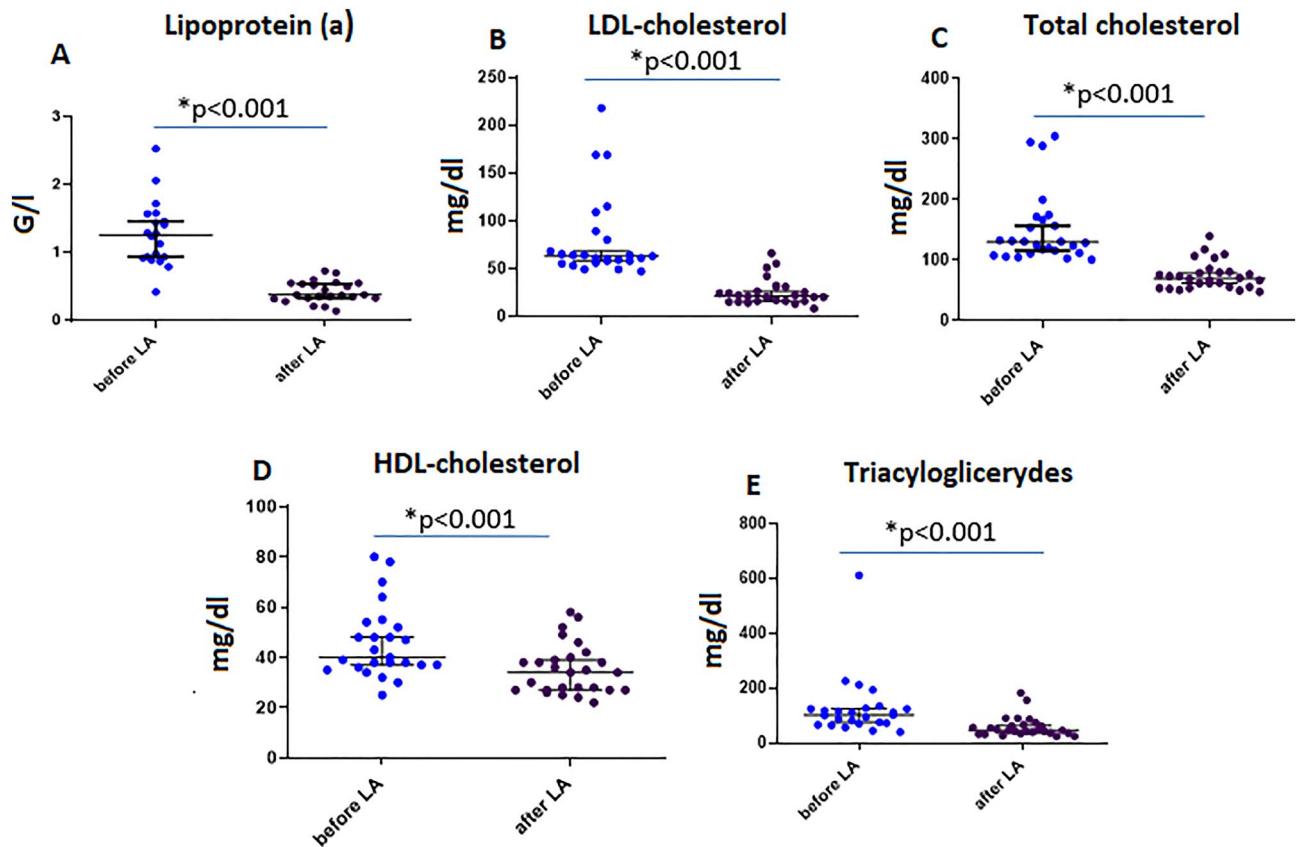 Lipoprotein (a)
A
*p<0.001
G/l
3
2
1
0
before LA
after LA
LDL-cholesterol
B
*p<0.001
mg/dl
250
200
150
100
50
0
before LA
after LA
Total cholesterol
C
*p<0.001
mg/dl
400
300
200
100
0
before LA
after LA
HDL-cholesterol
D
*p<0.001
mg/dl
100
80
60
40
20
0
before LA
after LA
Triacyloglicerydes
E
*p<0.001
mg/dl
800
600
400
200
0
before LA
after LA